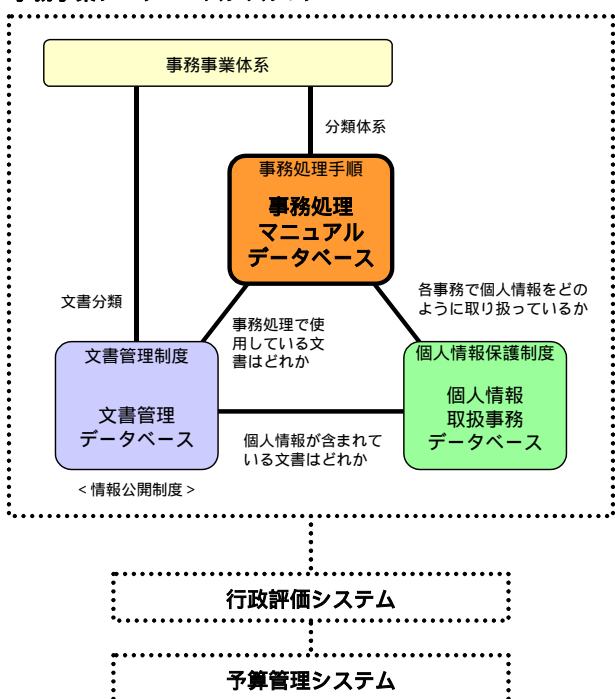 事務事業体系
分類体系
事務処理手順
事務処理
マニュアル
データベース
文書分類
事務処理で使
用している文
書はどれか
各事務で個人情報をどの
ように取り扱っているか
文書管理制度
文書管理
データベース
個人情報保護制度
個人情報
取扱事務
データベース
個人情報が含まれて
いる文書はどれか
<情報公開制度>
行政評価システム
予算管理システム